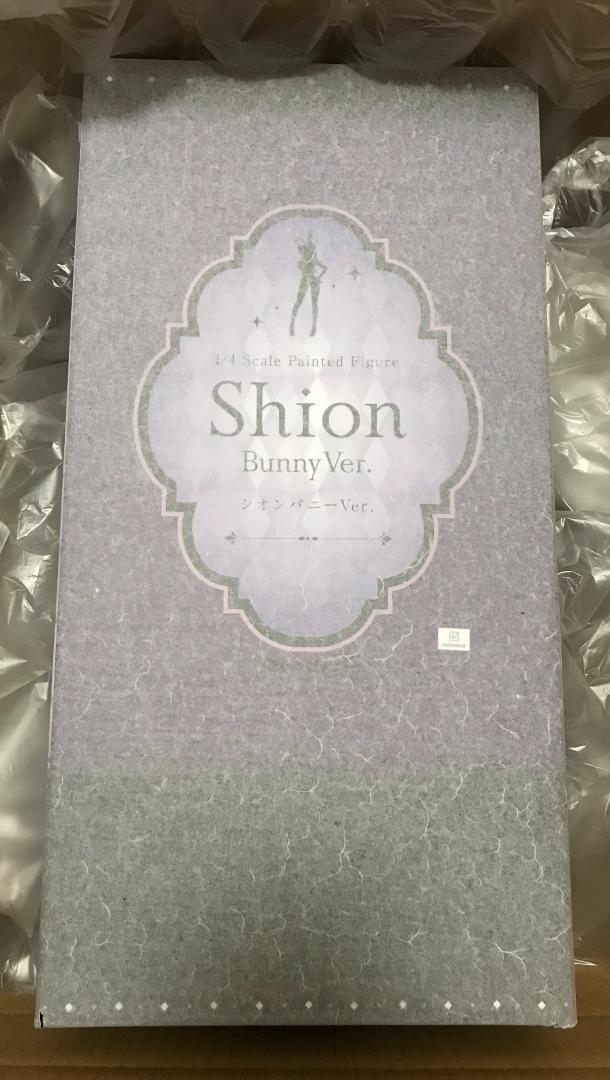 1/4 Scale Painted Figure
Shion
Bunny Ver.
シオンバニーVer.